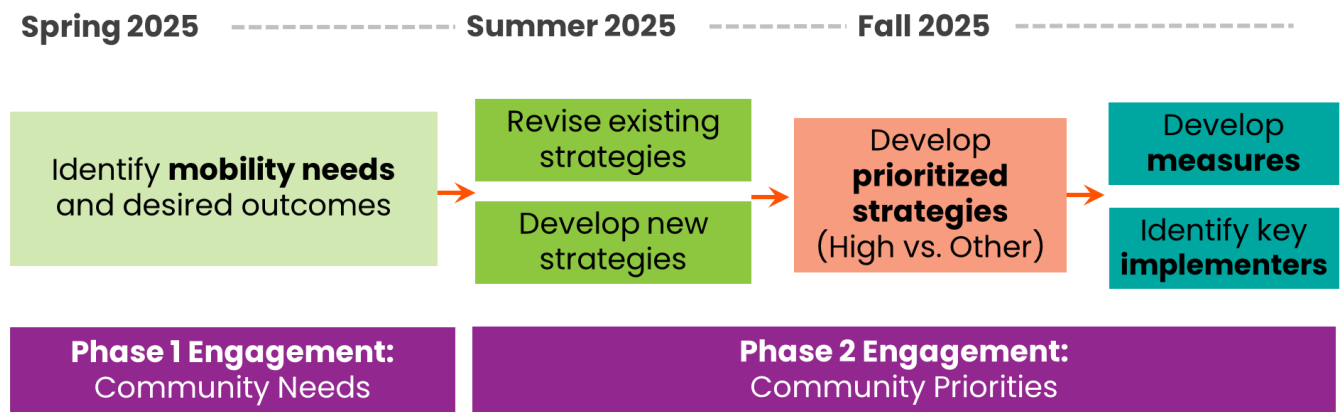 Spring 2025
Summer 2025
Fall 2025
Identify mobility needs
and desired outcomes
Revise existing
strategies
Develop new
strategies
Develop
prioritized
strategies
(High vs. Other)
Develop
measures
Identify key
implementers
Phase 1 Engagement:
Community Needs
Phase 2 Engagement:
Community Priorities